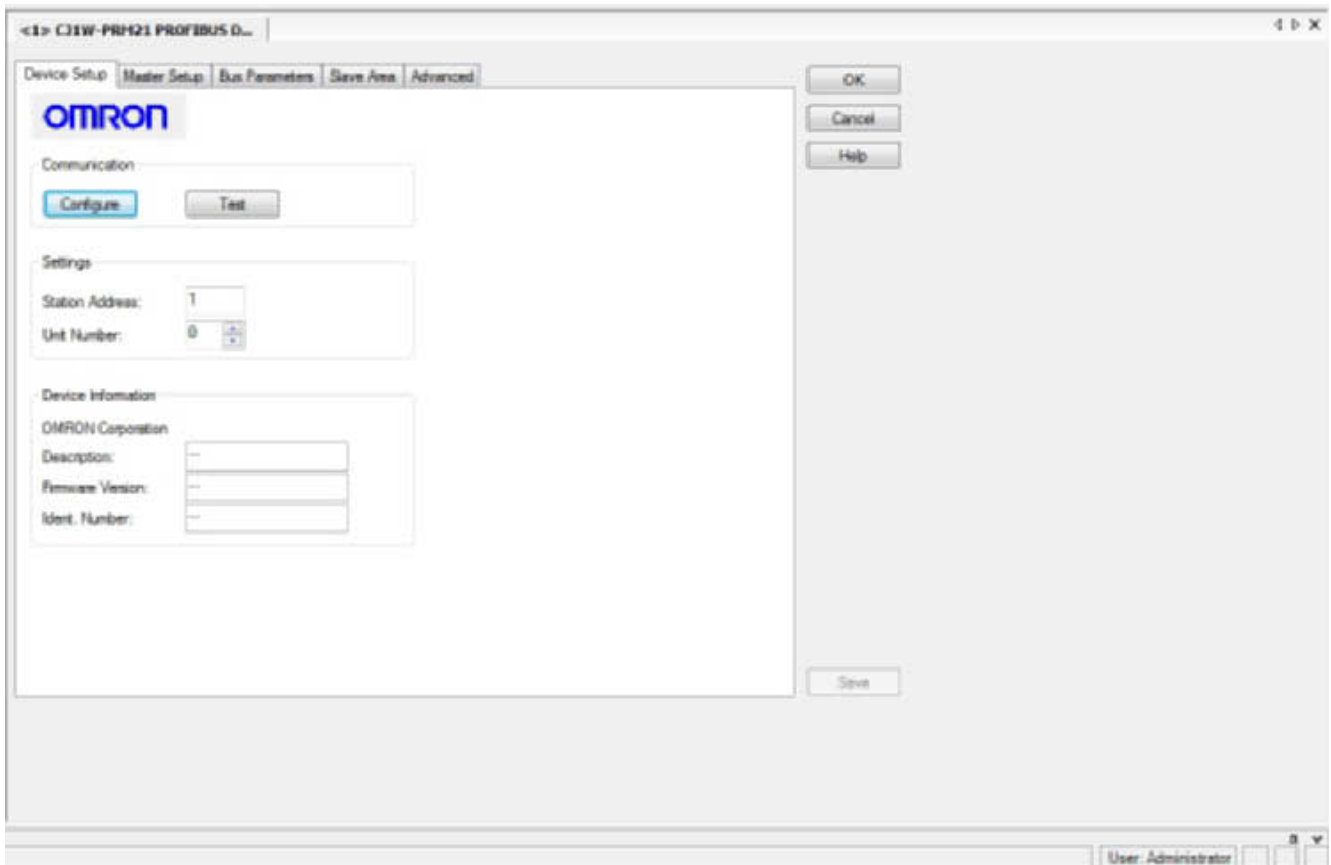 <1> CJ1W-PRM21 PROFIBUS D...
Device Setup Master Setup Bus Parameters Slave Area Advanced
OK
OMRON
Cancel
Help
Communication
Configure Test
Settings
Station Address: 1
Unit Number: 0
Device Information
OMRON Corporation
Description: ---
Firmware Version: ---
Ident. Number: ---
Save
User: Administrator